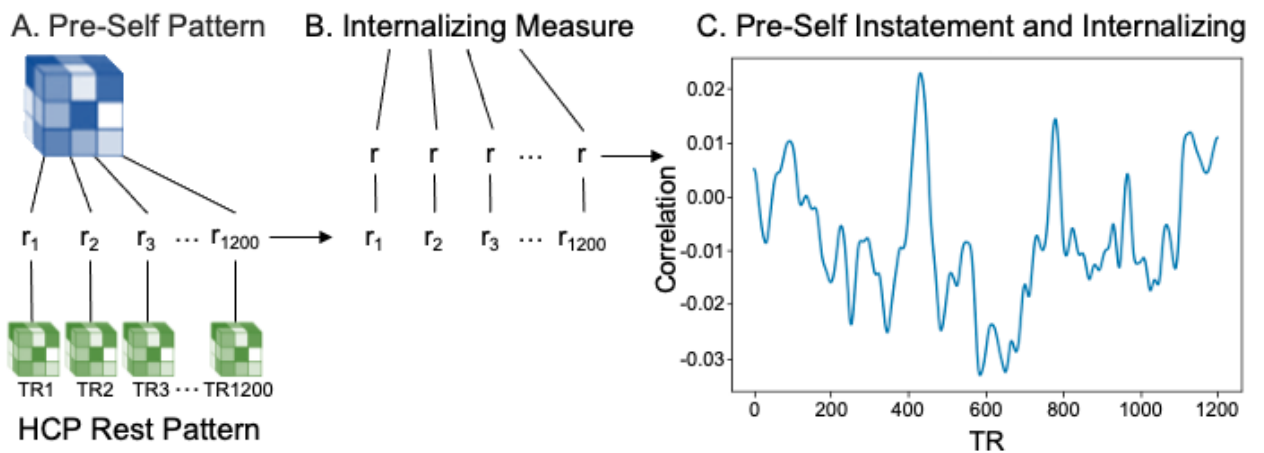 A. Pre-Self Pattern
r₁ r₂ r₃ ... r₁₂₀₀
TR1 TR2 TR3 ... TR1200
HCP Rest Pattern
B. Internalizing Measure
r r r ... r
r₁ r₂ r₃ ... r₁₂₀₀
C. Pre-Self Instatement and Internalizing
Correlation
0.02
0.01
0.00
-0.01
-0.02
-0.03
0 200 400 600 800 1000 1200
TR